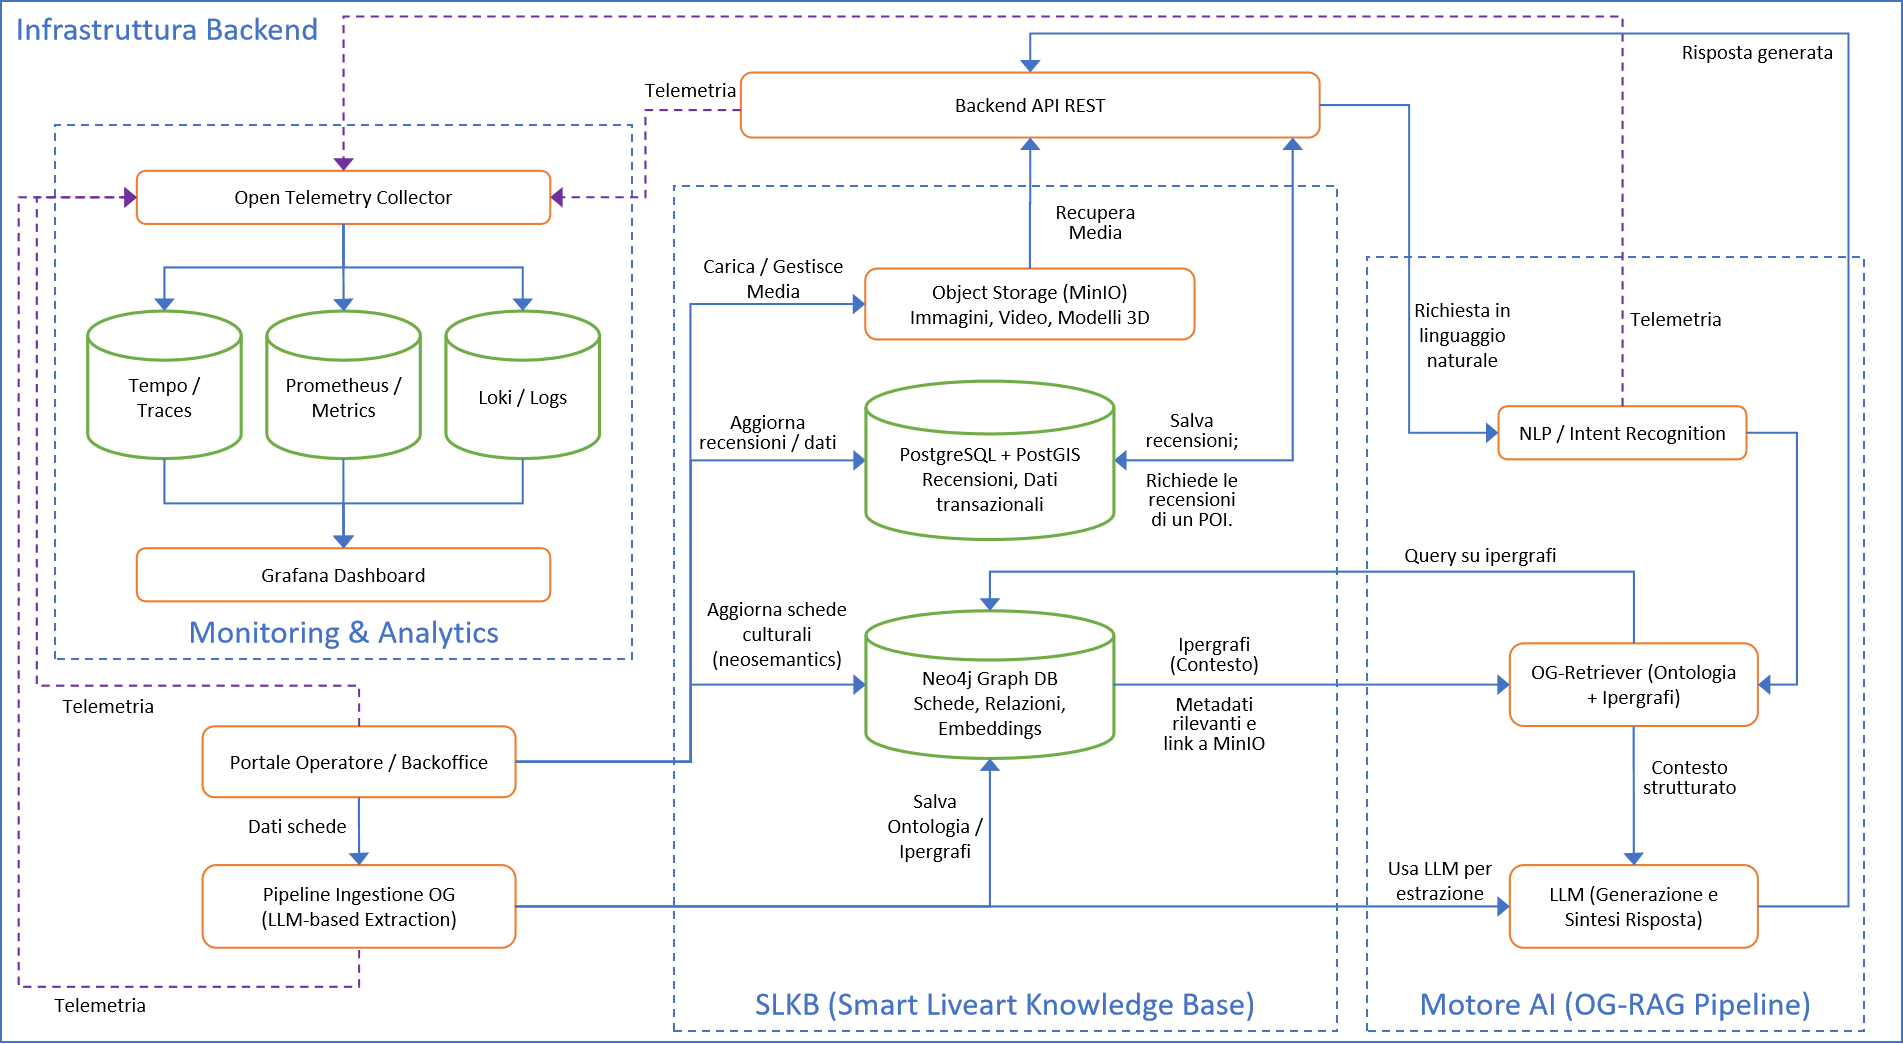 Infrastruttura Backend
Risposta generata
Telemetria
Backend API REST
Open Telemetry Collector
Recupera
Media
Carica / Gestisce
Media
Object Storage (MinIO)
Immagini, Video, Modelli 3D
Richiesta in
linguaggio
naturale
Telemetria
Tempo /
Traces
Prometheus /
Metrics
Loki / Logs
Aggiorna
recensioni / dati
PostgreSQL + PostGIS
Recensioni, Dati
transazionali
Salva
recensioni;
Richiede le
recensioni
di un POI.
NLP / Intent Recognition
Query su ipergrafi
Grafana Dashboard
Monitoring & Analytics
Aggiorna schede
culturali
(neosemantics)
Neo4j Graph DB
Schede, Relazioni,
Embeddings
Ipergrafi
(Contesto)
Metadati
rilevanti e
link a MinIO
OG-Retriever (Ontologia
+ Ipergrafi)
Telemetria
Portale Operatore / Backoffice
Contesto
strutturato
Dati schede
Salva
Ontologia /
Ipergrafi
Pipeline Ingestione OG
(LLM-based Extraction)
Usa LLM per
estrazione
LLM (Generazione e
Sintesi Risposta)
Telemetria
SLKB (Smart Liveart Knowledge Base)
Motore AI (OG-RAG Pipeline)